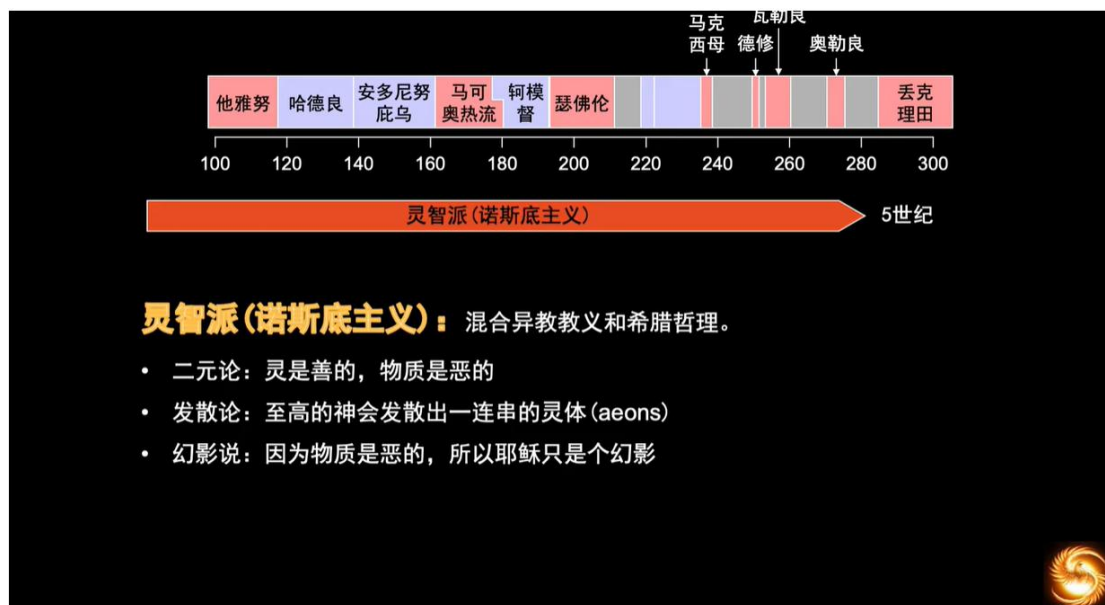 马克
西母
德修
瓦勒良
奥勒良
他雅努
哈德良
安多尼努
庇乌
马可
奥热流
轲模
督
瑟佛伦
丢克
理田
100 120 140 160 180 200 220 240 260 280 300
灵智派(诺斯底主义)
5世纪
灵智派(诺斯底主义)：混合异教教义和希腊哲理。
• 二元论：灵是善的，物质是恶的
• 发散论：至高的神会发散出一连串的灵体(aeons)
• 幻影说：因为物质是恶的，所以耶稣只是个幻影